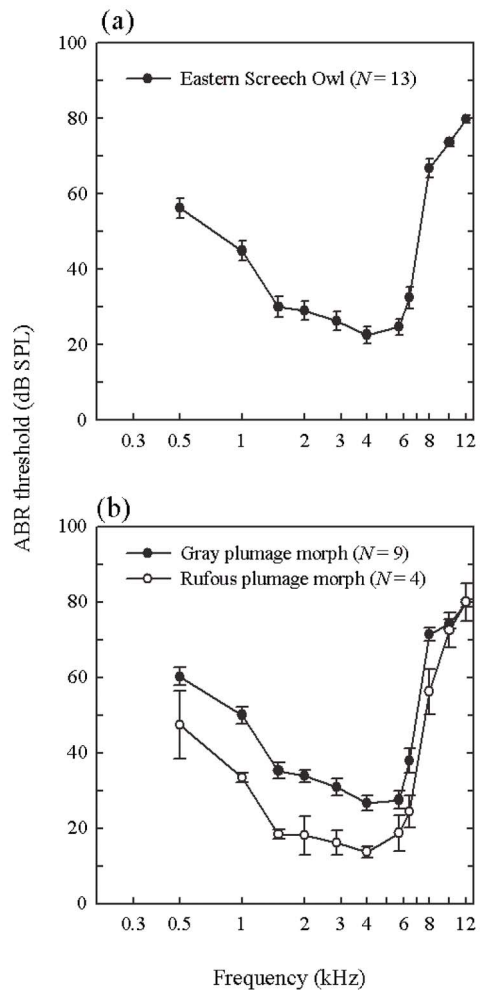 (a)
100
80
60
40
20
0
Eastern Screech Owl (N = 13)
0.3 0.5 1 2 3 4 6 8 12
ABR threshold (dB SPL)
(b)
100
80
60
40
20
0
Gray plumage morph (N = 9)
Rufous plumage morph (N = 4)
0.3 0.5 1 2 3 4 6 8 12
Frequency (kHz)